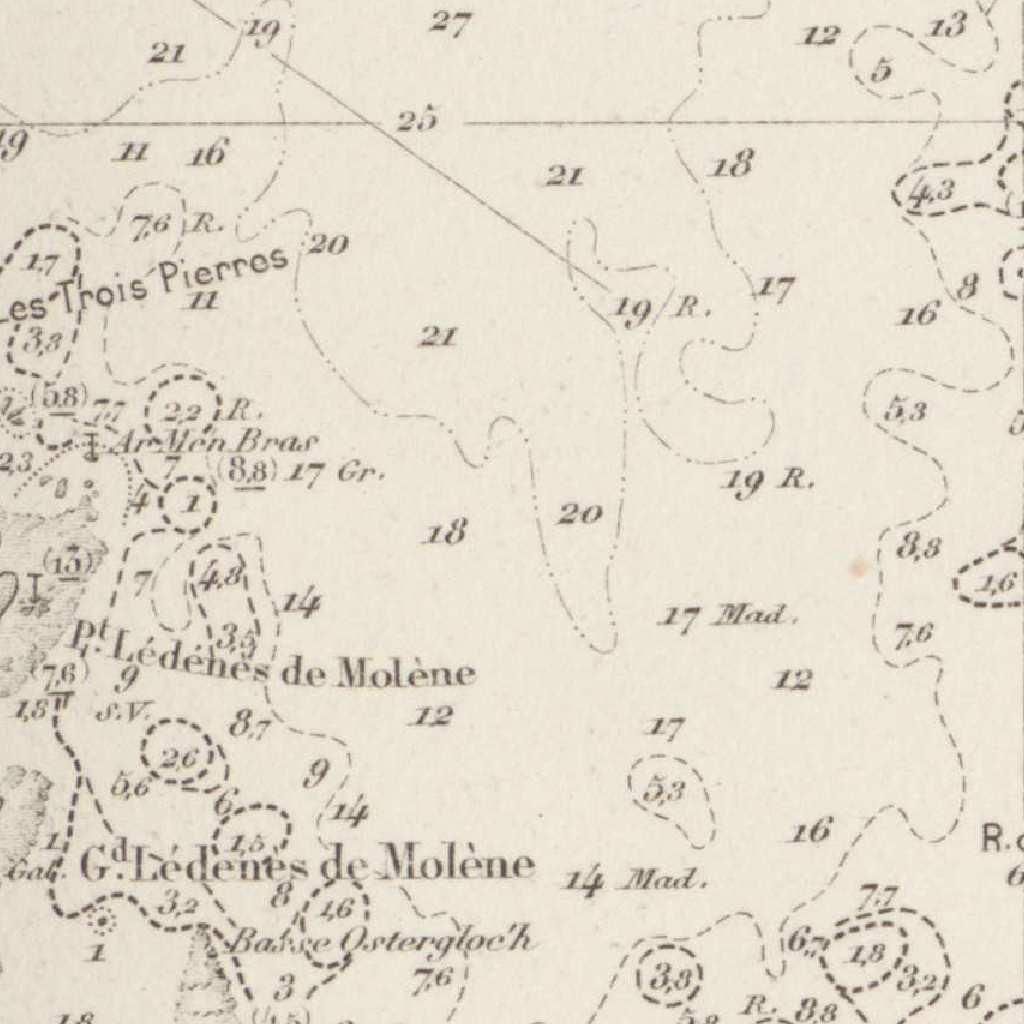 19 27 12 13
21 5
25
19 11 16 21 18 4,3
7,6 R. 20
1,7 Les Trois Pierres 17 8
11 19 R. 16
3,8 21
(5,8) 7,7 2,2 R. 5,3
Ar Mén Bras
2,3 7 (8,8) 17 Gr. 19 R.
4 1 18 20
(13) 8,8
7 4,8 14 1,6
3,5 17 Mad. 7,6
Pt. Lédénès de Molène
(7,6) 9 12
1,8 S.V. 8,7 12 17
2,6 9 5,3
5,6 6 14
1 1,5 16
Gal. Gd. Lédénès de Molène 14 Mad.
3,2 8 1,6 7,7
1 Basse Ostergloc'h 6,7 1,8
3 7,6 3,8 3,2
R. 8,8 6
1,8 (4,5) 5,8